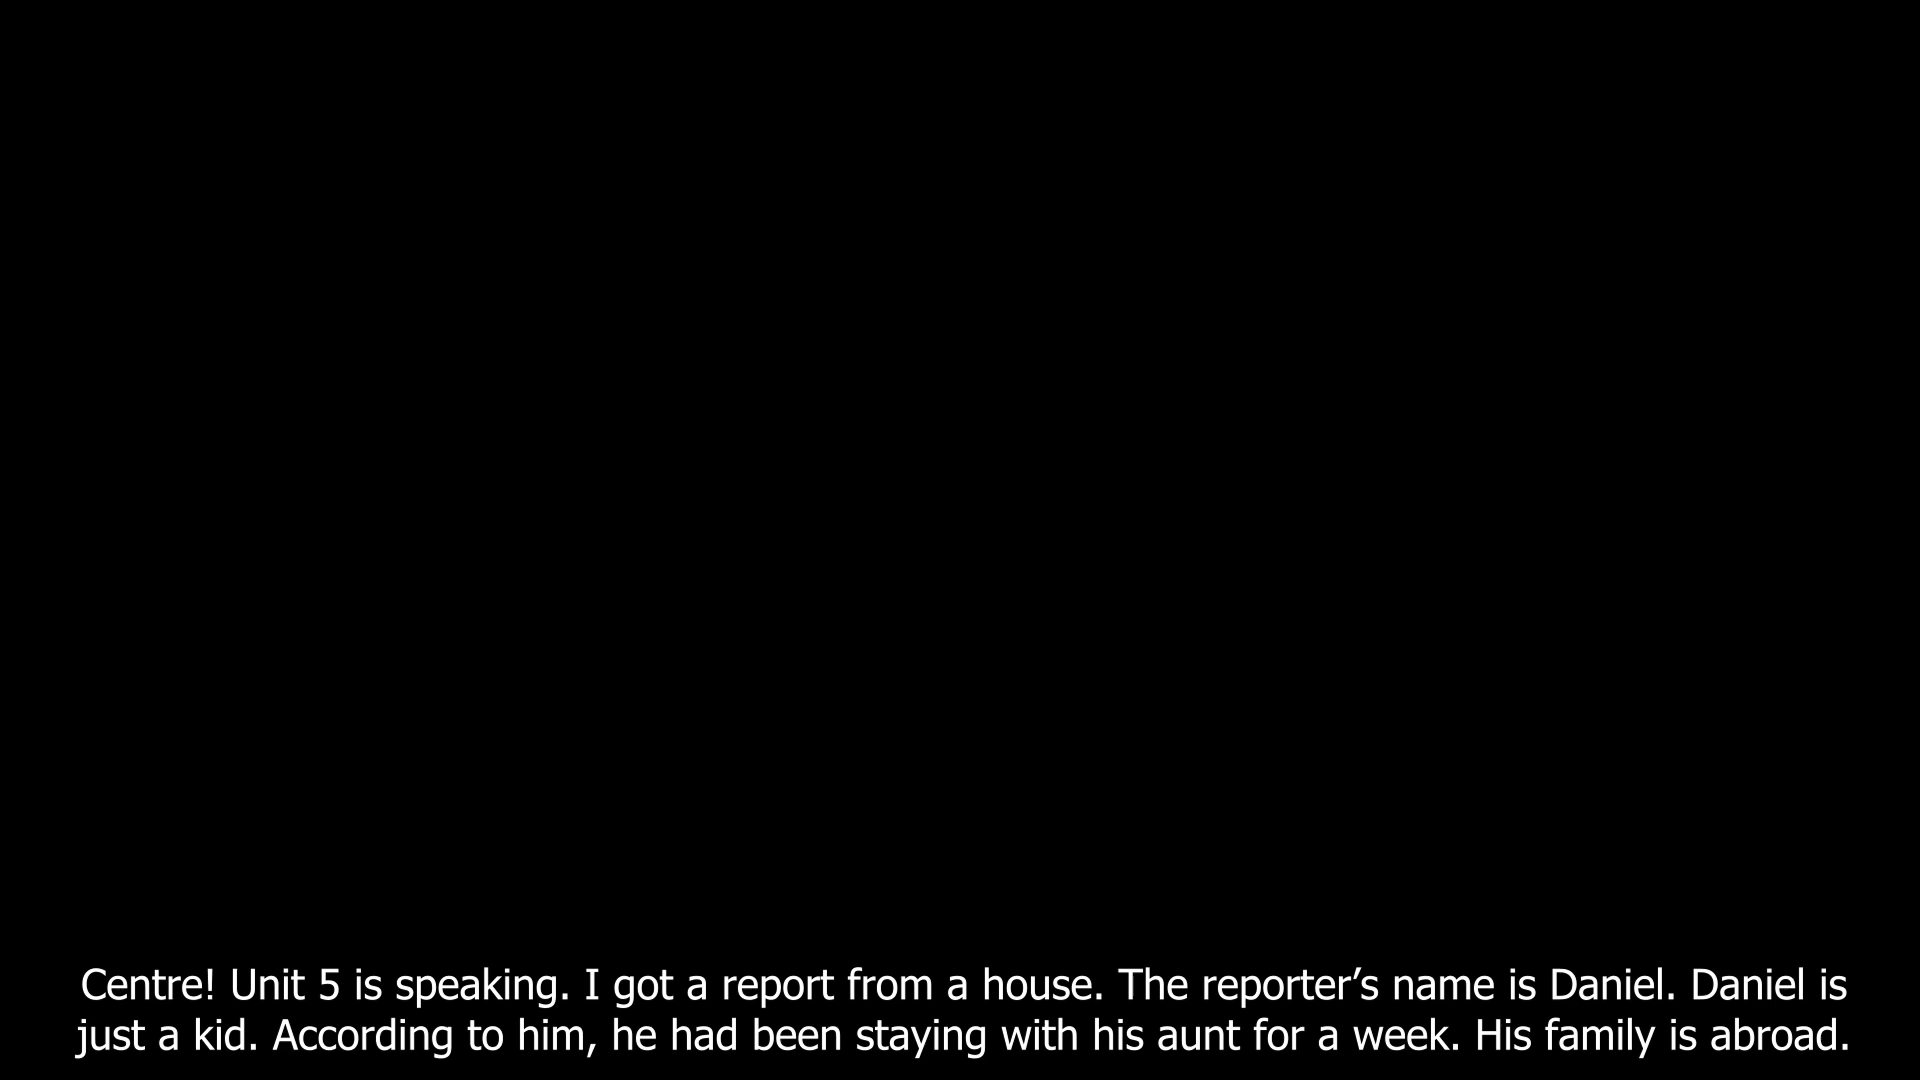 Centre! Unit 5 is speaking. I got a report from a house. The reporter’s name is Daniel. Daniel is
just a kid. According to him, he had been staying with his aunt for a week. His family is abroad.